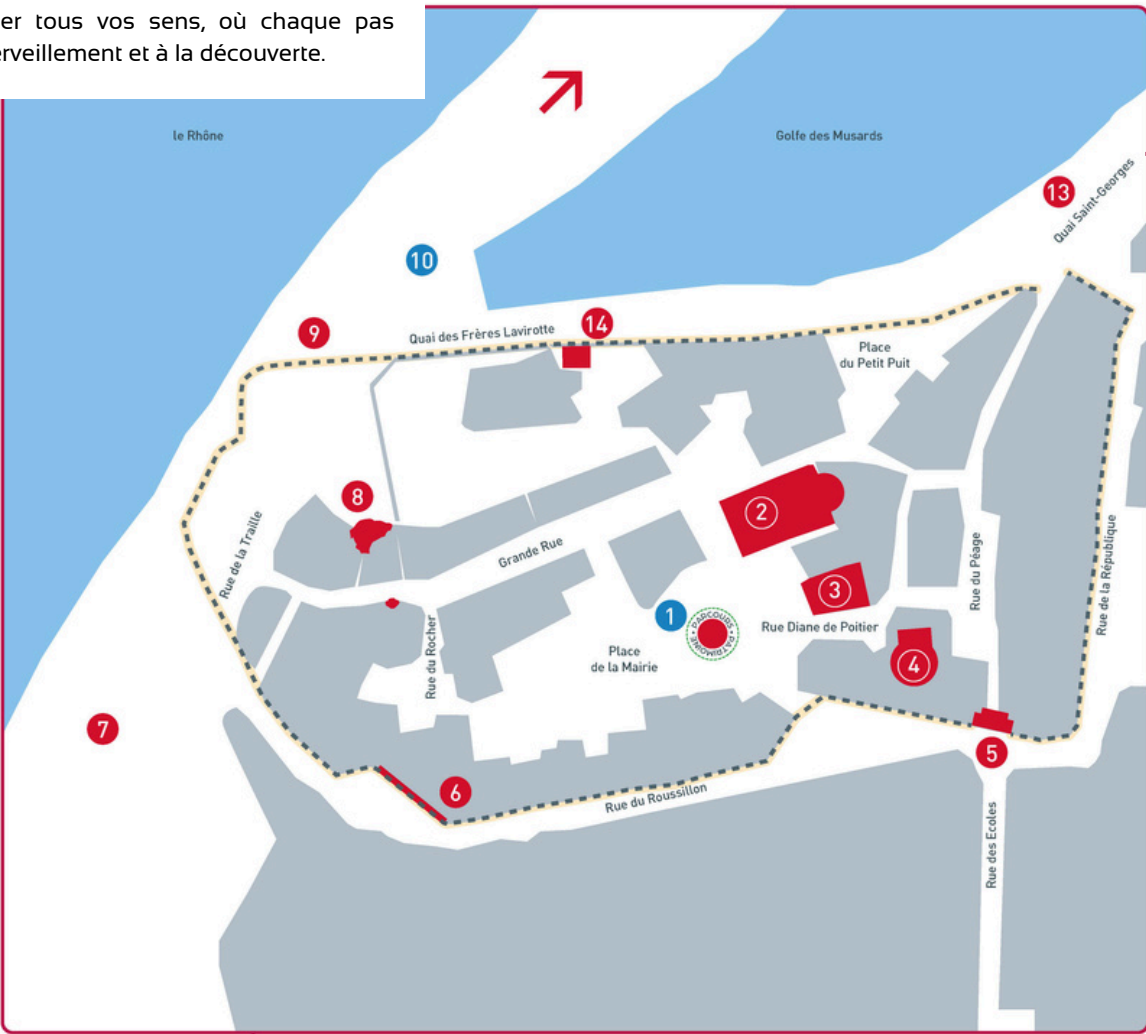 er tous vos sens, où chaque pas
erveillement et à la découverte.
le Rhône
Golfe des Musards
13
Quai Saint-Georges
10
9
Quai des Frères Lavirotte
14
Place
du Petit Puit
8
2
Rue de la Traille
Grande Rue
3
Rue du Péage
Rue de la République
1
PARCOURS • PATRIMOINE •
Rue Diane de Poitier
Place
de la Mairie
Rue du Rocher
4
7
5
6
Rue du Roussillon
Rue des Ecoles